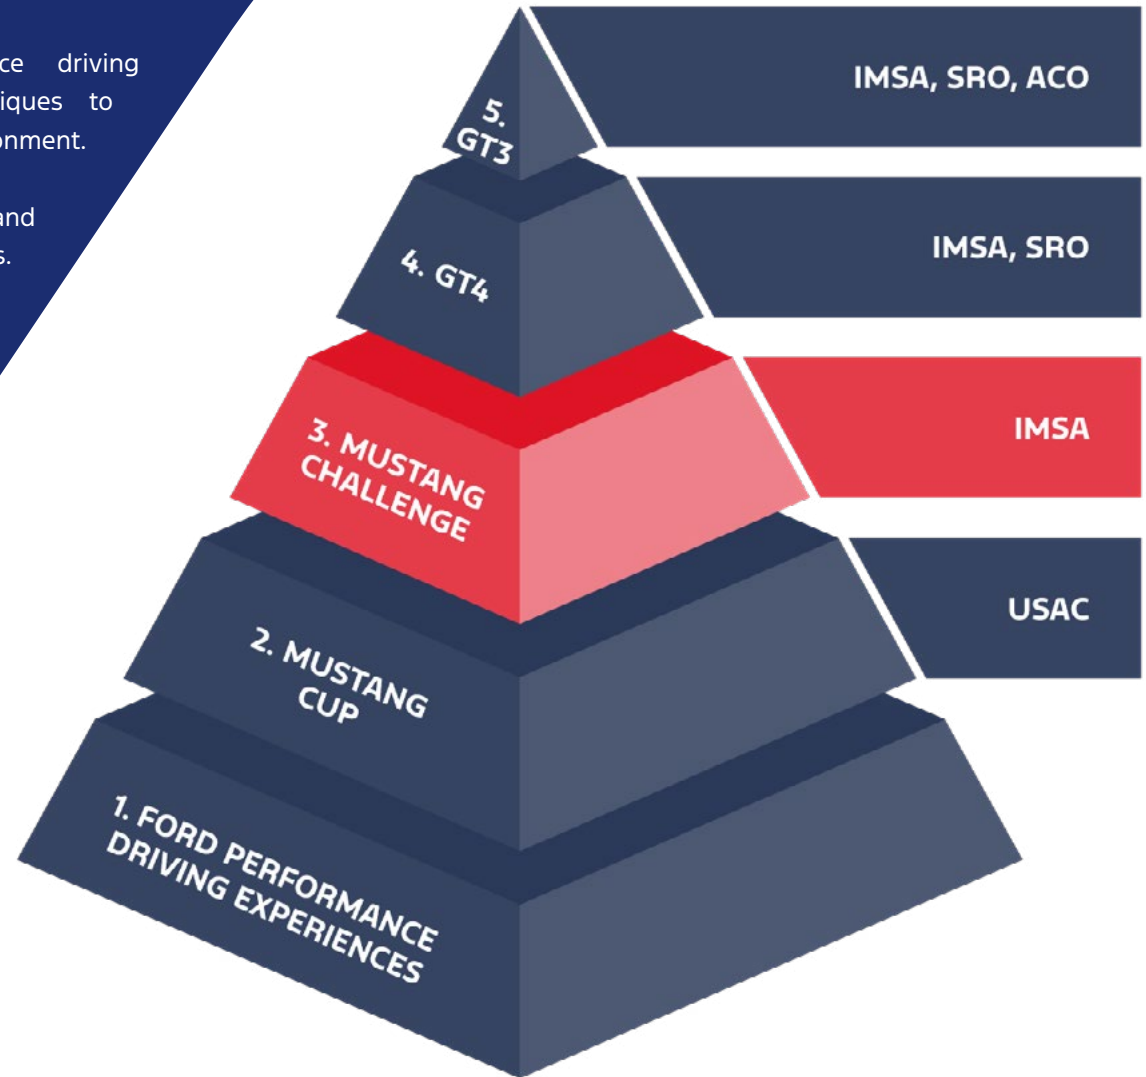 driving
iques to
onment.
and
IMSA, SRO, ACO
5.
GT3
IMSA, SRO
4. GT4
IMSA
3. MUSTANG
CHALLENGE
USAC
2. MUSTANG
CUP
1. FORD PERFORMANCE
DRIVING EXPERIENCES